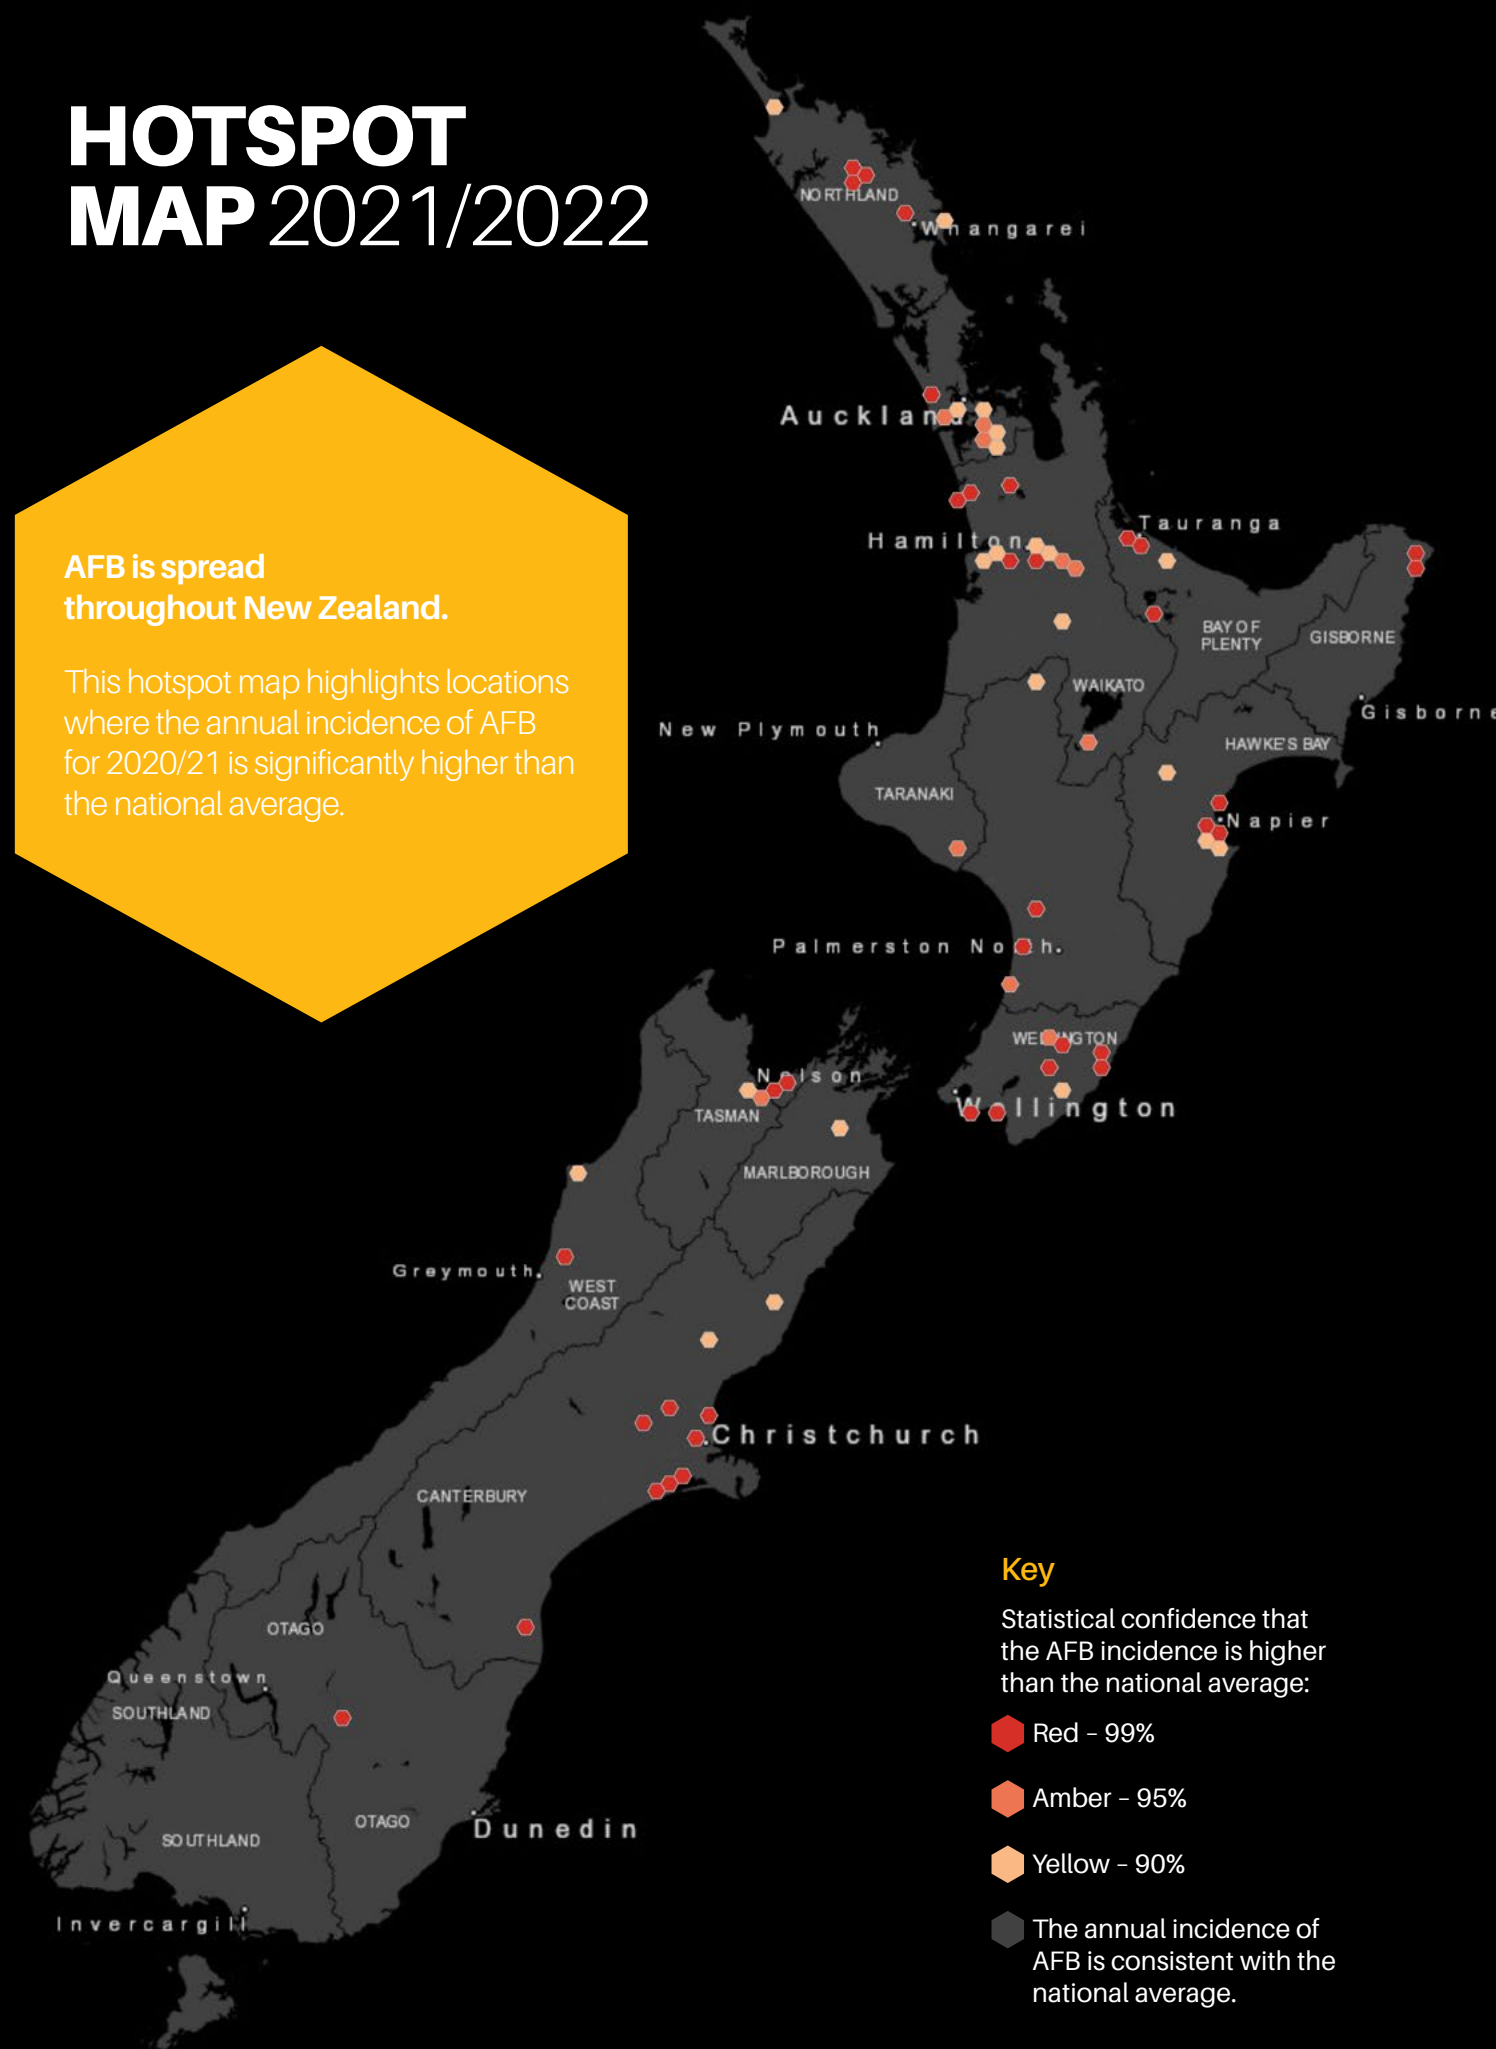 HOTSPOT
MAP 2021/2022
AFB is spread
throughout New Zealand.
This hotspot map highlights locations
where the annual incidence of AFB
for 2020/21 is significantly higher than
the national average.
NORTHLAND
Whangarei
Auckland
Tauranga
Hamilton
BAY OF
PLENTY
GISBORNE
WAIKATO
Gisborne
New Plymouth
HAWKE'S BAY
TARANAKI
Napier
Palmerston North
WELLINGTON
Nelson
Wellington
TASMAN
MARLBOROUGH
Greymouth
WEST
COAST
Christchurch
CANTERBURY
OTAGO
Queenstown
SOUTHLAND
OTAGO
Dunedin
SOUTHLAND
Invercargill
Key
Statistical confidence that
the AFB incidence is higher
than the national average:
Red – 99%
Amber – 95%
Yellow – 90%
The annual incidence of
AFB is consistent with the
national average.